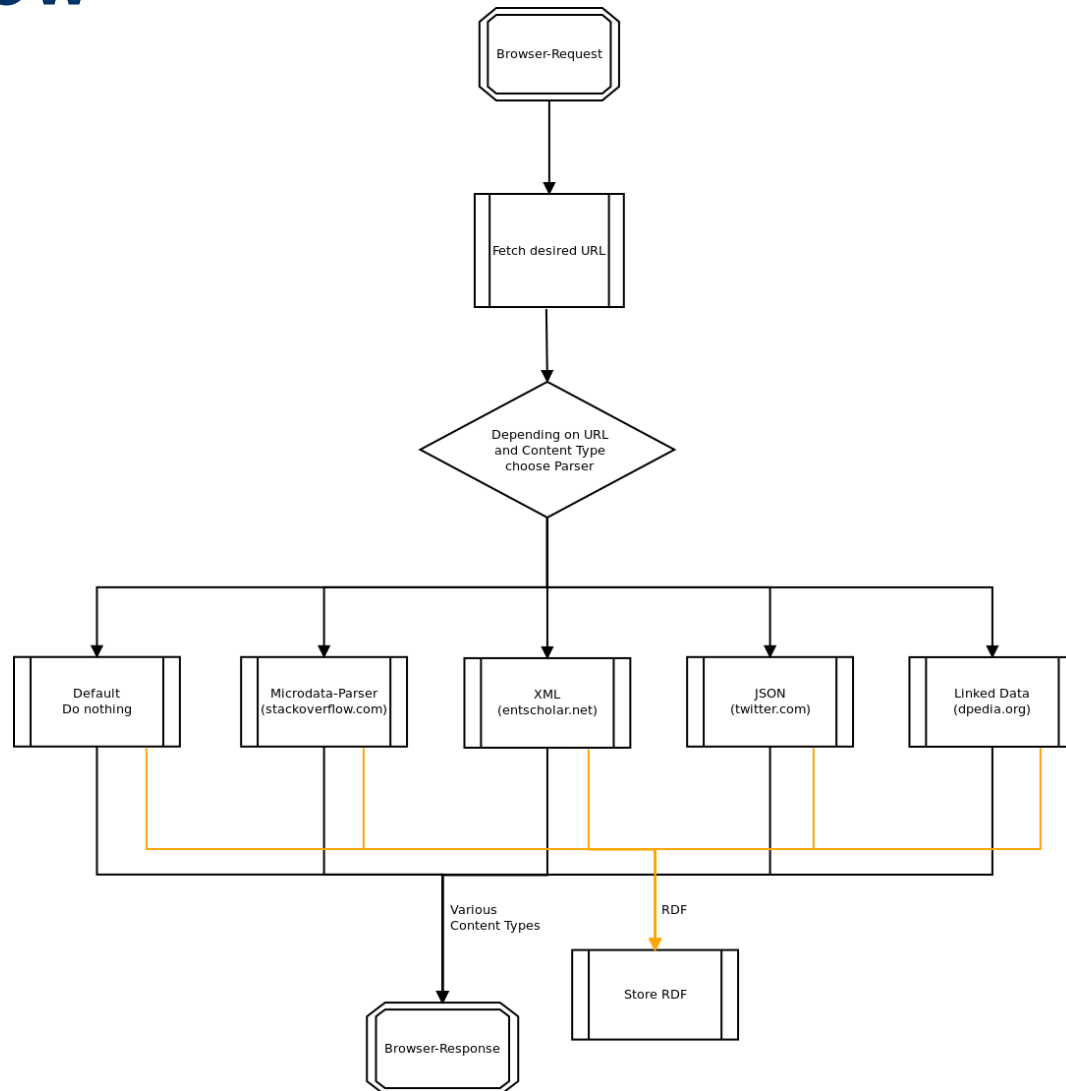 Browser-Request
Fetch desired URL
Depending on URL
and Content Type
choose Parser
Default
Do nothing
Microdata-Parser
(stackoverflow.com)
XML
(entscholar.net)
JSON
(twitter.com)
Linked Data
(dpedia.org)
Various
Content Types
RDF
Store RDF
Browser-Response